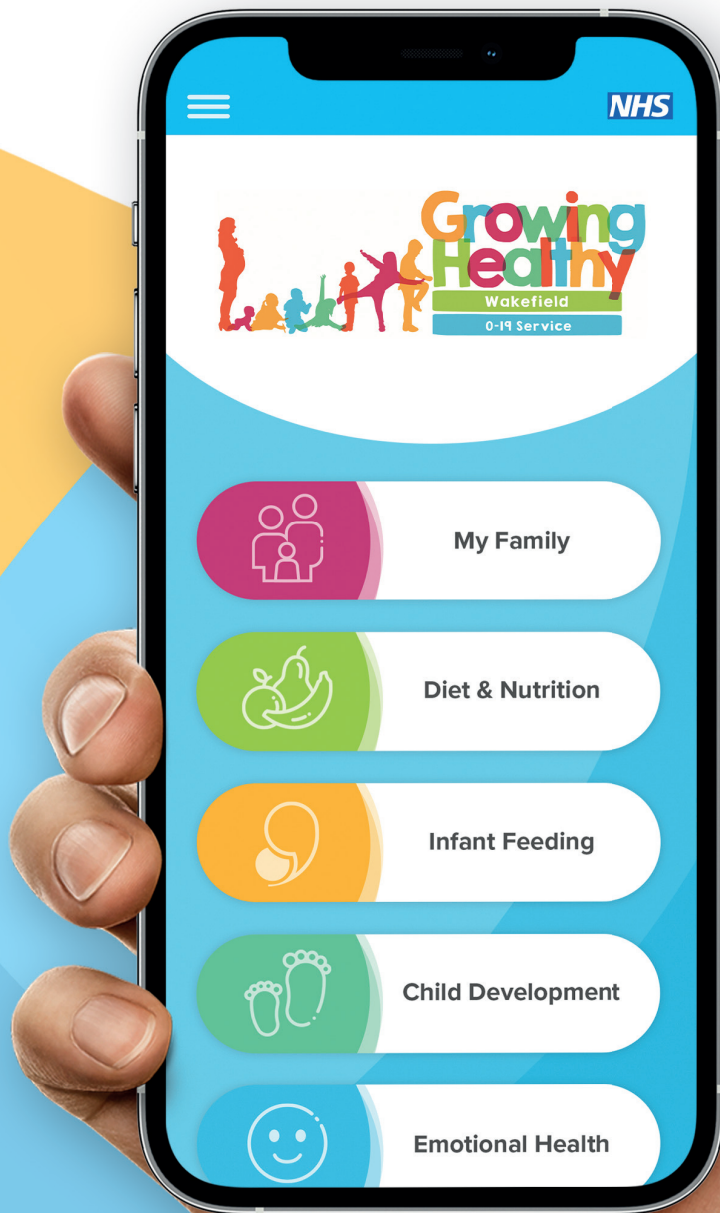 NHS
Growing
Healthy
Wakefield
0-19 Service
My Family
Diet & Nutrition
Infant Feeding
Child Development
Emotional Health